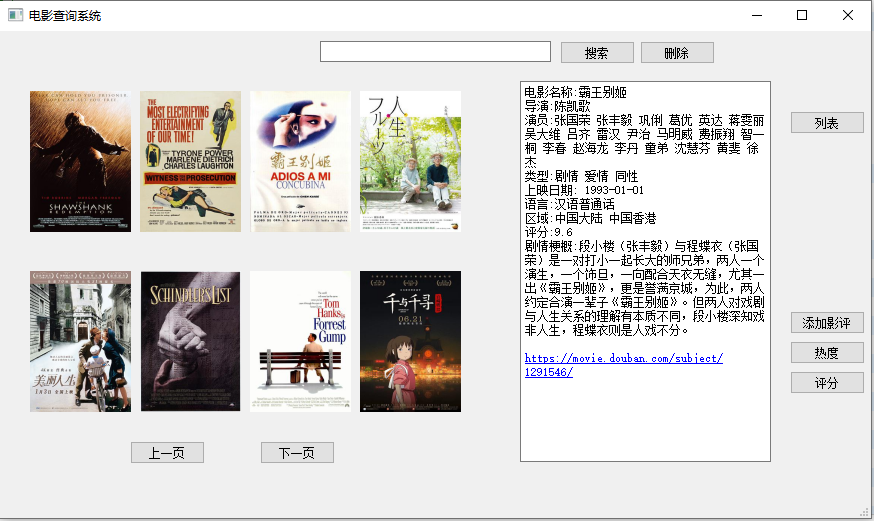 电影查询系统
搜索
删除
THE MOST ELECTRIFYING
ENTERTAINMENT
OF OUR TIME!
TYRONE POWER
MARLENE DIETRICH
CHARLES LAUGHTON
WITNESS FOR THE PROSECUTION
霸王别姬
ADIOS A MI
CONCUBINA
人生
フルーツ
SHAWSHANK
REDEMPTION
电影名称:霸王别姬
导演:陈凯歌
演员:张国荣 张丰毅 巩俐 葛优 英达 蒋雯丽
吴大维 吕齐 雷汉 尹治 马明威 费振翔 智一
桐 李春 赵海龙 李丹 童弟 沈慧芬 黄斐 徐
杰
类型:剧情 爱情 同性
上映日期: 1993-01-01
语言:汉语普通话
区域:中国大陆 中国香港
评分:9.6
剧情梗概:段小楼（张丰毅）与程蝶衣（张国
荣）是一对打小一起长大的师兄弟，两人一个
演生，一个饰旦，一向配合天衣无缝，尤其一
出《霸王别姬》，更是誉满京城，为此，两人
约定合演一辈子《霸王别姬》。但两人对戏剧
与人生关系的理解有本质不同，段小楼深知戏
非人生，程蝶衣则是人戏不分。
https://movie.douban.com/subject/
1291546/
列表
美丽人生
SCHINDLER'S LIST
Tom
Hanks
Forrest
Gump
千与千寻
06.21
添加影评
热度
评分
上一页
下一页